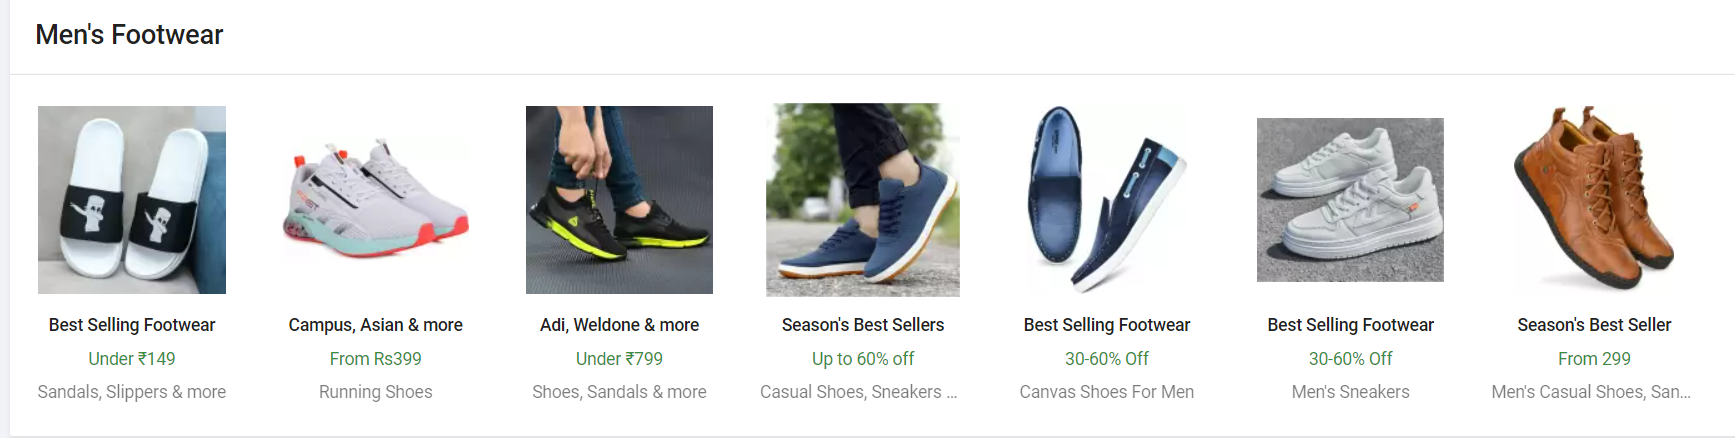 Men's Footwear
Best Selling Footwear
Under ₹149
Sandals, Slippers & more
Campus, Asian & more
From Rs399
Running Shoes
Adi, Weldone & more
Under ₹799
Shoes, Sandals & more
Season's Best Sellers
Up to 60% off
Casual Shoes, Sneakers ...
Best Selling Footwear
30-60% Off
Canvas Shoes For Men
Best Selling Footwear
30-60% Off
Men's Sneakers
Season's Best Seller
From 299
Men's Casual Shoes, San...